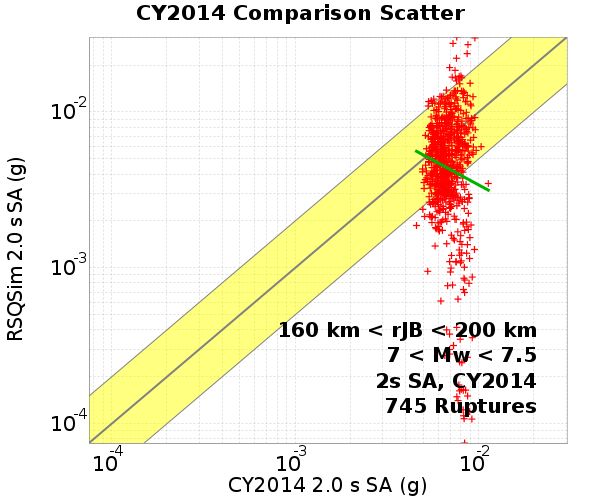 CY2014 Comparison Scatter
RSQSim 2.0 s SA (g)
10-2
10-3
10-4
160 km < rJB < 200 km
7 < Mw < 7.5
2s SA, CY2014
745 Ruptures
10-4 10-3 10-2
CY2014 2.0 s SA (g)